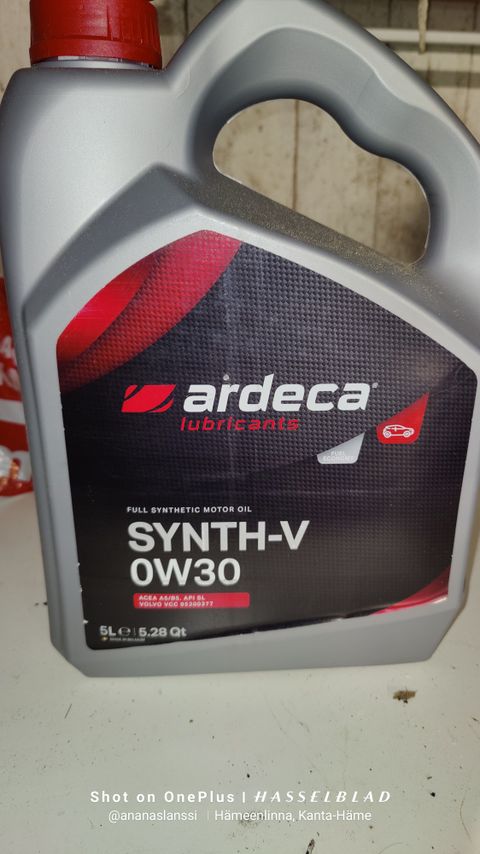 ardeca
lubricants
FUEL
ECONOMY
FULL SYNTHETIC MOTOR OIL
SYNTH-V
0W30
ACEA A5/B5, API SL
VOLVO VCC 95200377
5L e | 5.28 Qt
Shot on OnePlus | HASSELBLAD
@ananaslanssi | Hämeenlinna, Kanta-Häme